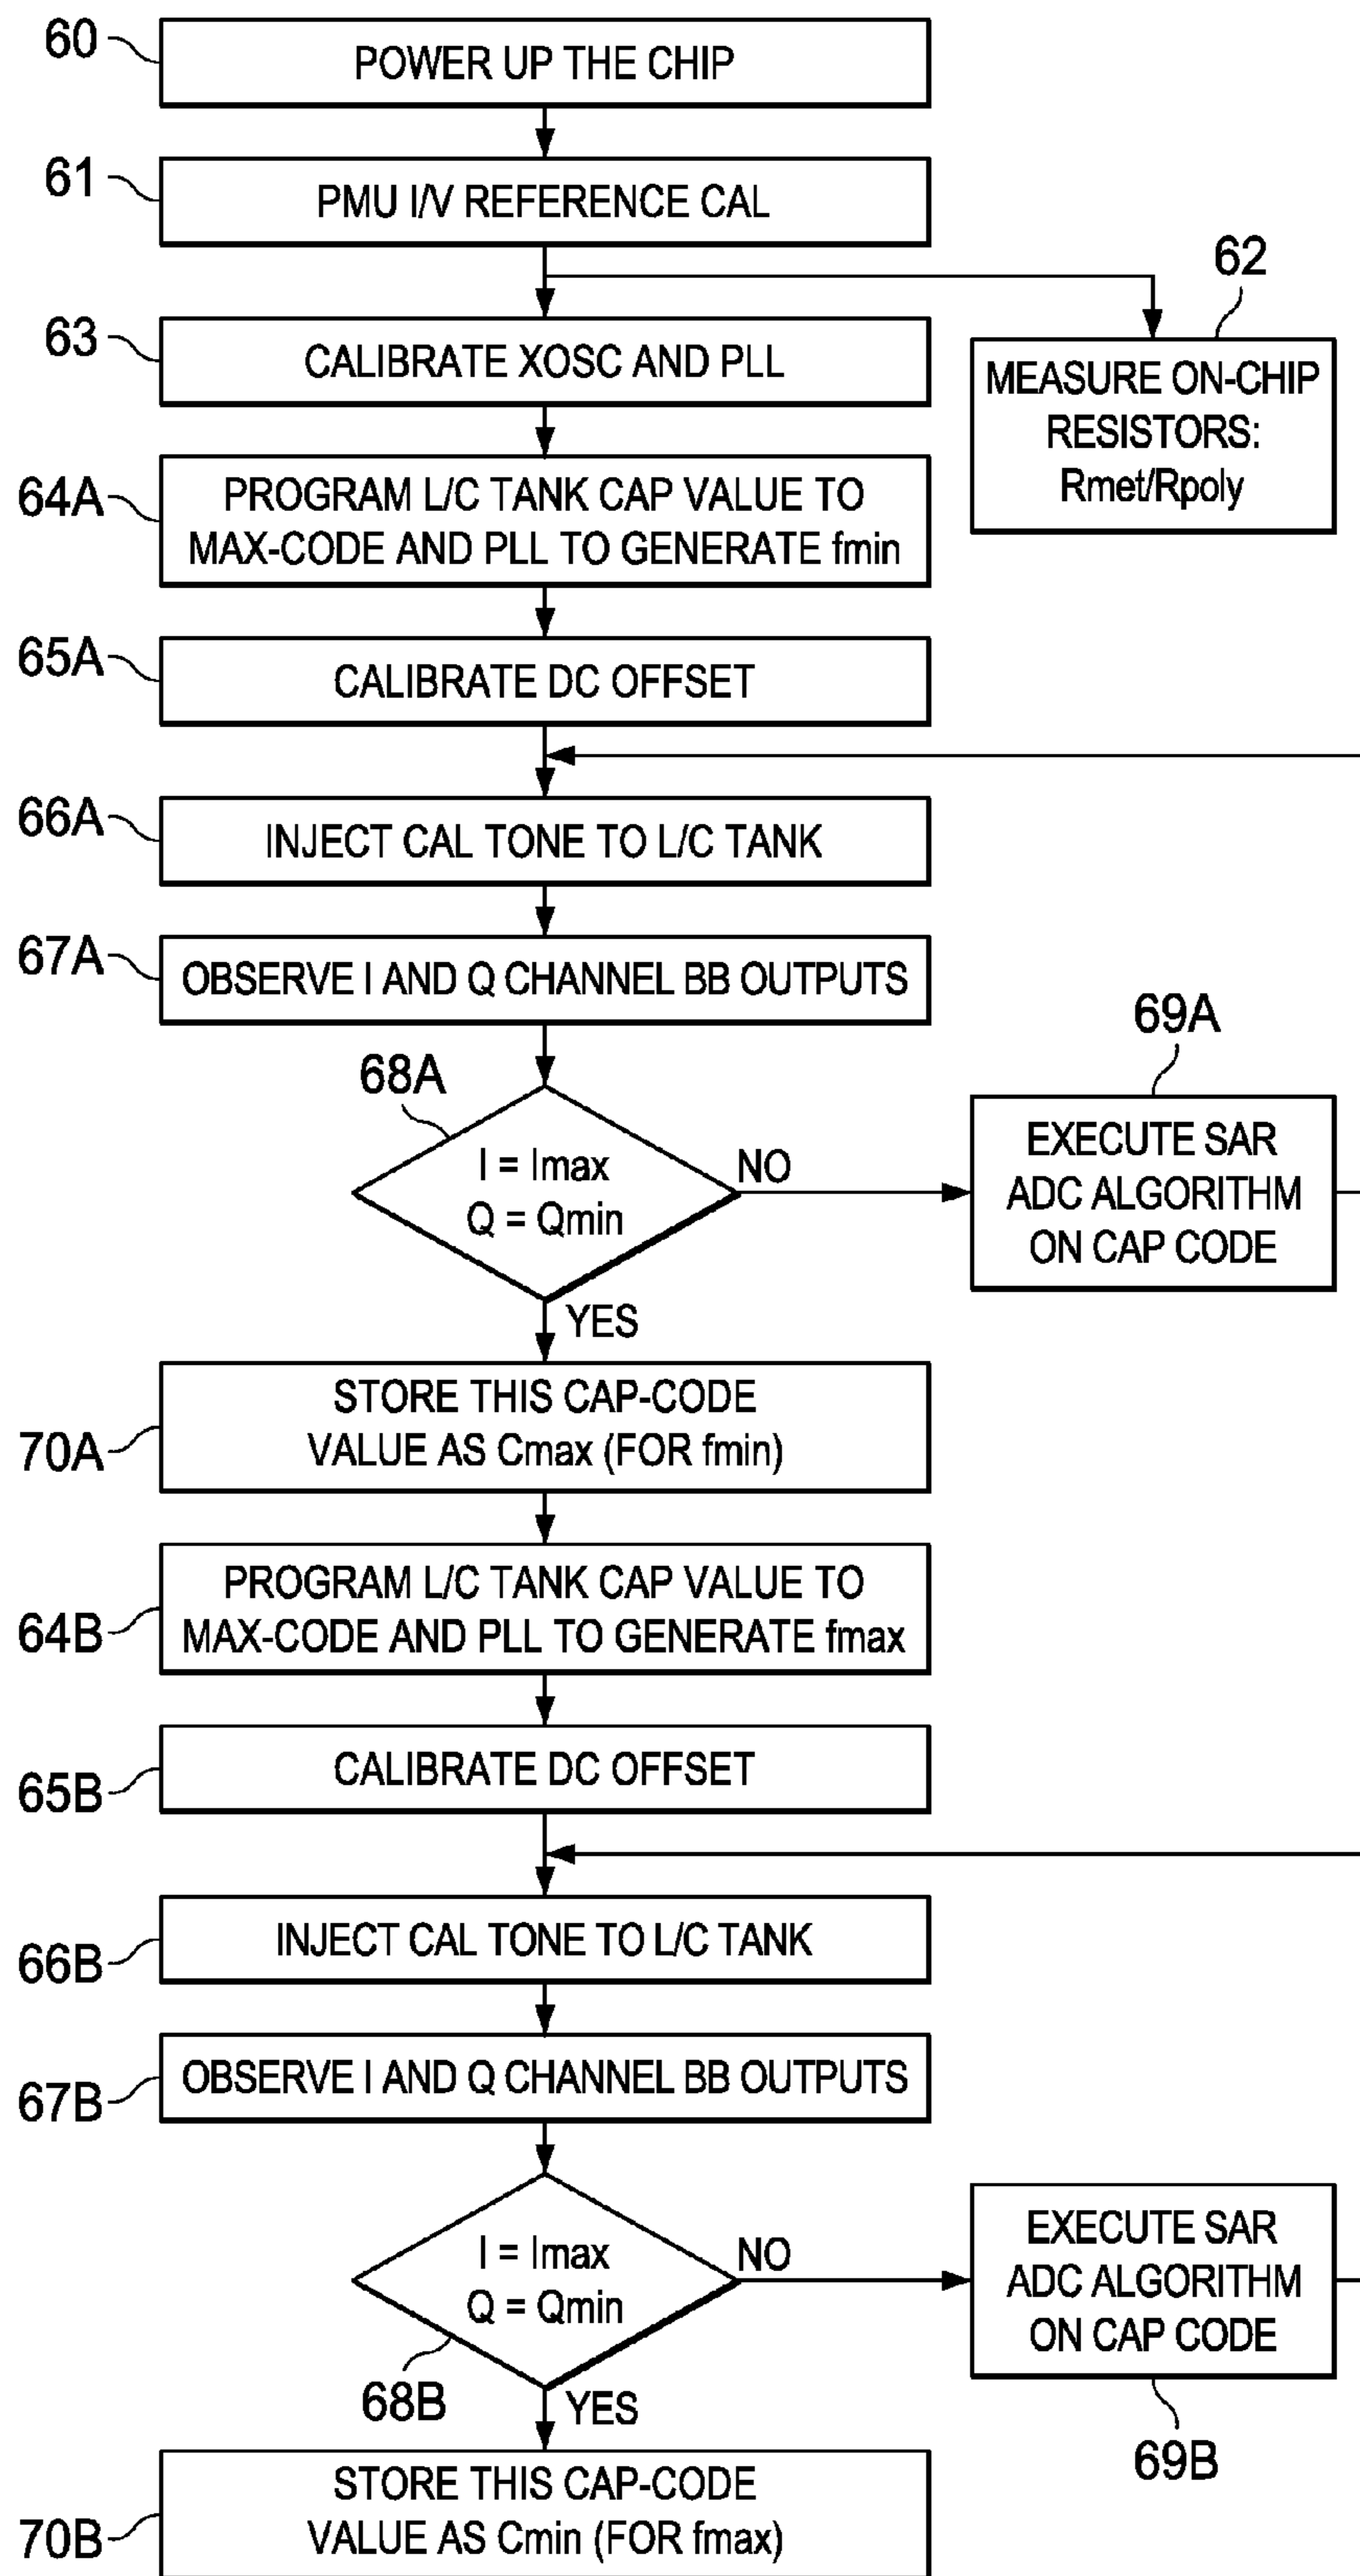 60
POWER UP THE CHIP
61
PMU I/V REFERENCE CAL
62
63
CALIBRATE XOSC AND PLL
MEASURE ON-CHIP
RESISTORS:
Rmet/Rpoly
64A
PROGRAM L/C TANK CAP VALUE TO
MAX-CODE AND PLL TO GENERATE fmin
65A
CALIBRATE DC OFFSET
66A
INJECT CAL TONE TO L/C TANK
67A
OBSERVE I AND Q CHANNEL BB OUTPUTS
68A
I = Imax
Q = Qmin
NO
69A
EXECUTE SAR
ADC ALGORITHM
ON CAP CODE
YES
70A
STORE THIS CAP-CODE
VALUE AS Cmax (FOR fmin)
64B
PROGRAM L/C TANK CAP VALUE TO
MAX-CODE AND PLL TO GENERATE fmax
65B
CALIBRATE DC OFFSET
66B
INJECT CAL TONE TO L/C TANK
67B
OBSERVE I AND Q CHANNEL BB OUTPUTS
I = Imax
Q = Qmin
68B
NO
EXECUTE SAR
ADC ALGORITHM
ON CAP CODE
69B
YES
70B
STORE THIS CAP-CODE
VALUE AS Cmin (FOR fmax)